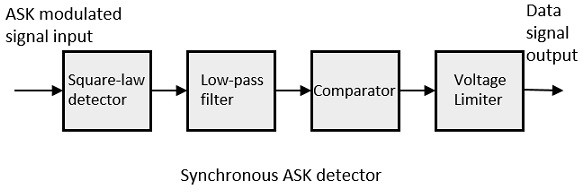 ASK modulated
signal input
Data
signal
output
Square-law
detector
Low-pass
filter
Comparator
Voltage
Limiter
Synchronous ASK detector